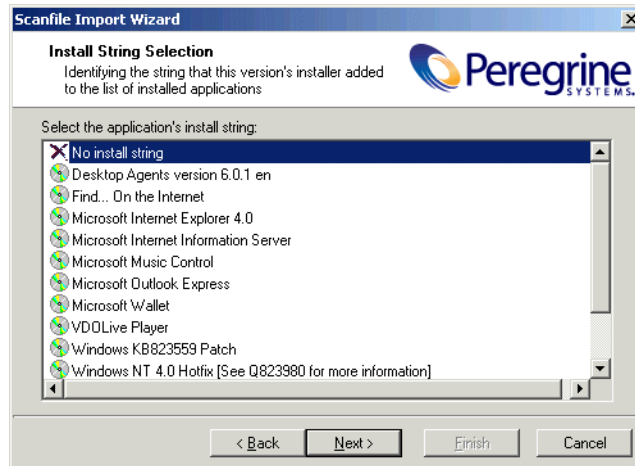 Scanfile Import Wizard
Install String Selection
Identifying the string that this version's installer added
to the list of installed applications
Peregrine
SYSTEMS
Select the application's install string:
No install string
Desktop Agents version 6.0.1 en
Find... On the Internet
Microsoft Internet Explorer 4.0
Microsoft Internet Information Server
Microsoft Music Control
Microsoft Outlook Express
Microsoft Wallet
VDOLive Player
Windows KB823559 Patch
Windows NT 4.0 Hotfix [See Q823980 for more information]
< Back
Next >
Finish
Cancel